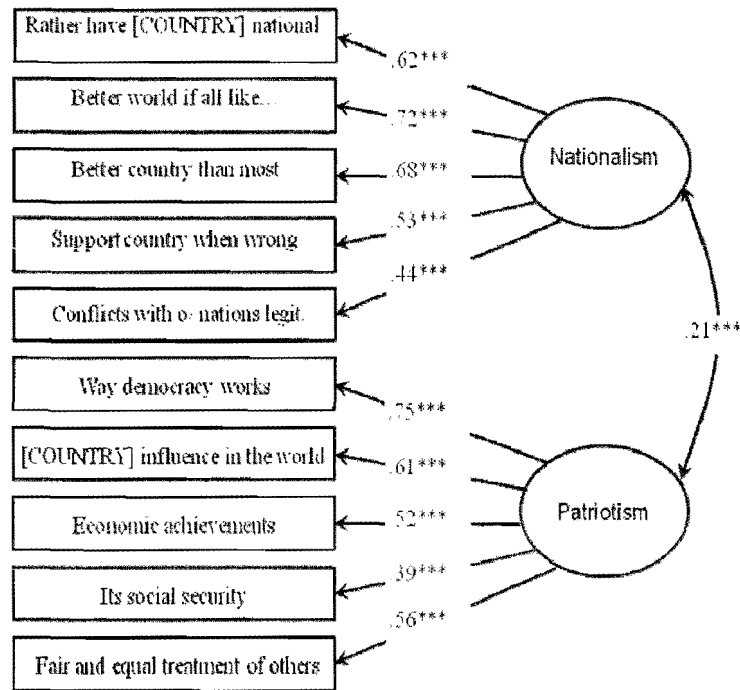 Rather have [COUNTRY] national
.62***
Better world if all like...
.72***
Better country than most
.68***
Support country when wrong
.53***
Conflicts with o. nations legit.
.44***
Nationalism
.21***
Way democracy works
.75***
[COUNTRY] influence in the world
.61***
Economic achievements
.52***
Its social security
.39***
Fair and equal treatment of others
.56***
Patriotism